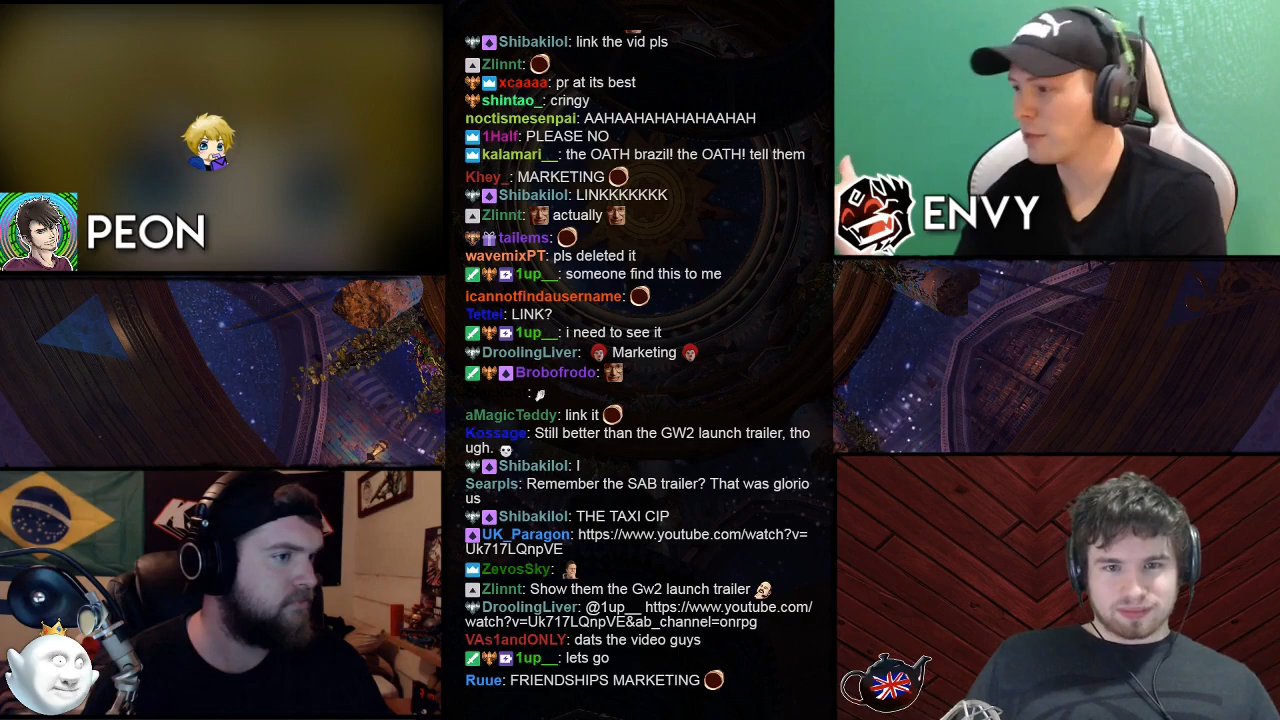 Shibakilol: link the vid pls
Zlinnt:
xcaaaa: pr at its best
shintao_: cringy
noctismesenpai: AAHAAHAHAHAHAAHAH
1Half: PLEASE NO
kalamari__: the OATH brazil! the OATH! tell them
Khey_: MARKETING
Shibakilol: LINKKKKKKK
Zlinnt: actually
tailems:
wavemixPT: pls deleted it
1up__: someone find this to me
Icannotfindausername:
Tettei: LINK?
1up__: i need to see it
DroolingLiver: Marketing
Brobofrodo:
:
aMagicTeddy: link it
Kossage: Still better than the GW2 launch trailer, tho
ugh.
Shibakilol: I
Searpls: Remember the SAB trailer? That was glorio
us
Shibakilol: THE TAXI CIP
UK_Paragon: https://www.youtube.com/watch?v=
Uk717LQnpVE
ZevosSky:
Zlinnt: Show them the Gw2 launch trailer
DroolingLiver: @1up__ https://www.youtube.com/
watch?v=Uk717LQnpVE&ab_channel=onrpg
VAs1andONLY: dats the video guys
1up__: lets go
Ruue: FRIENDSHIPS MARKETING
PEON
ENVY